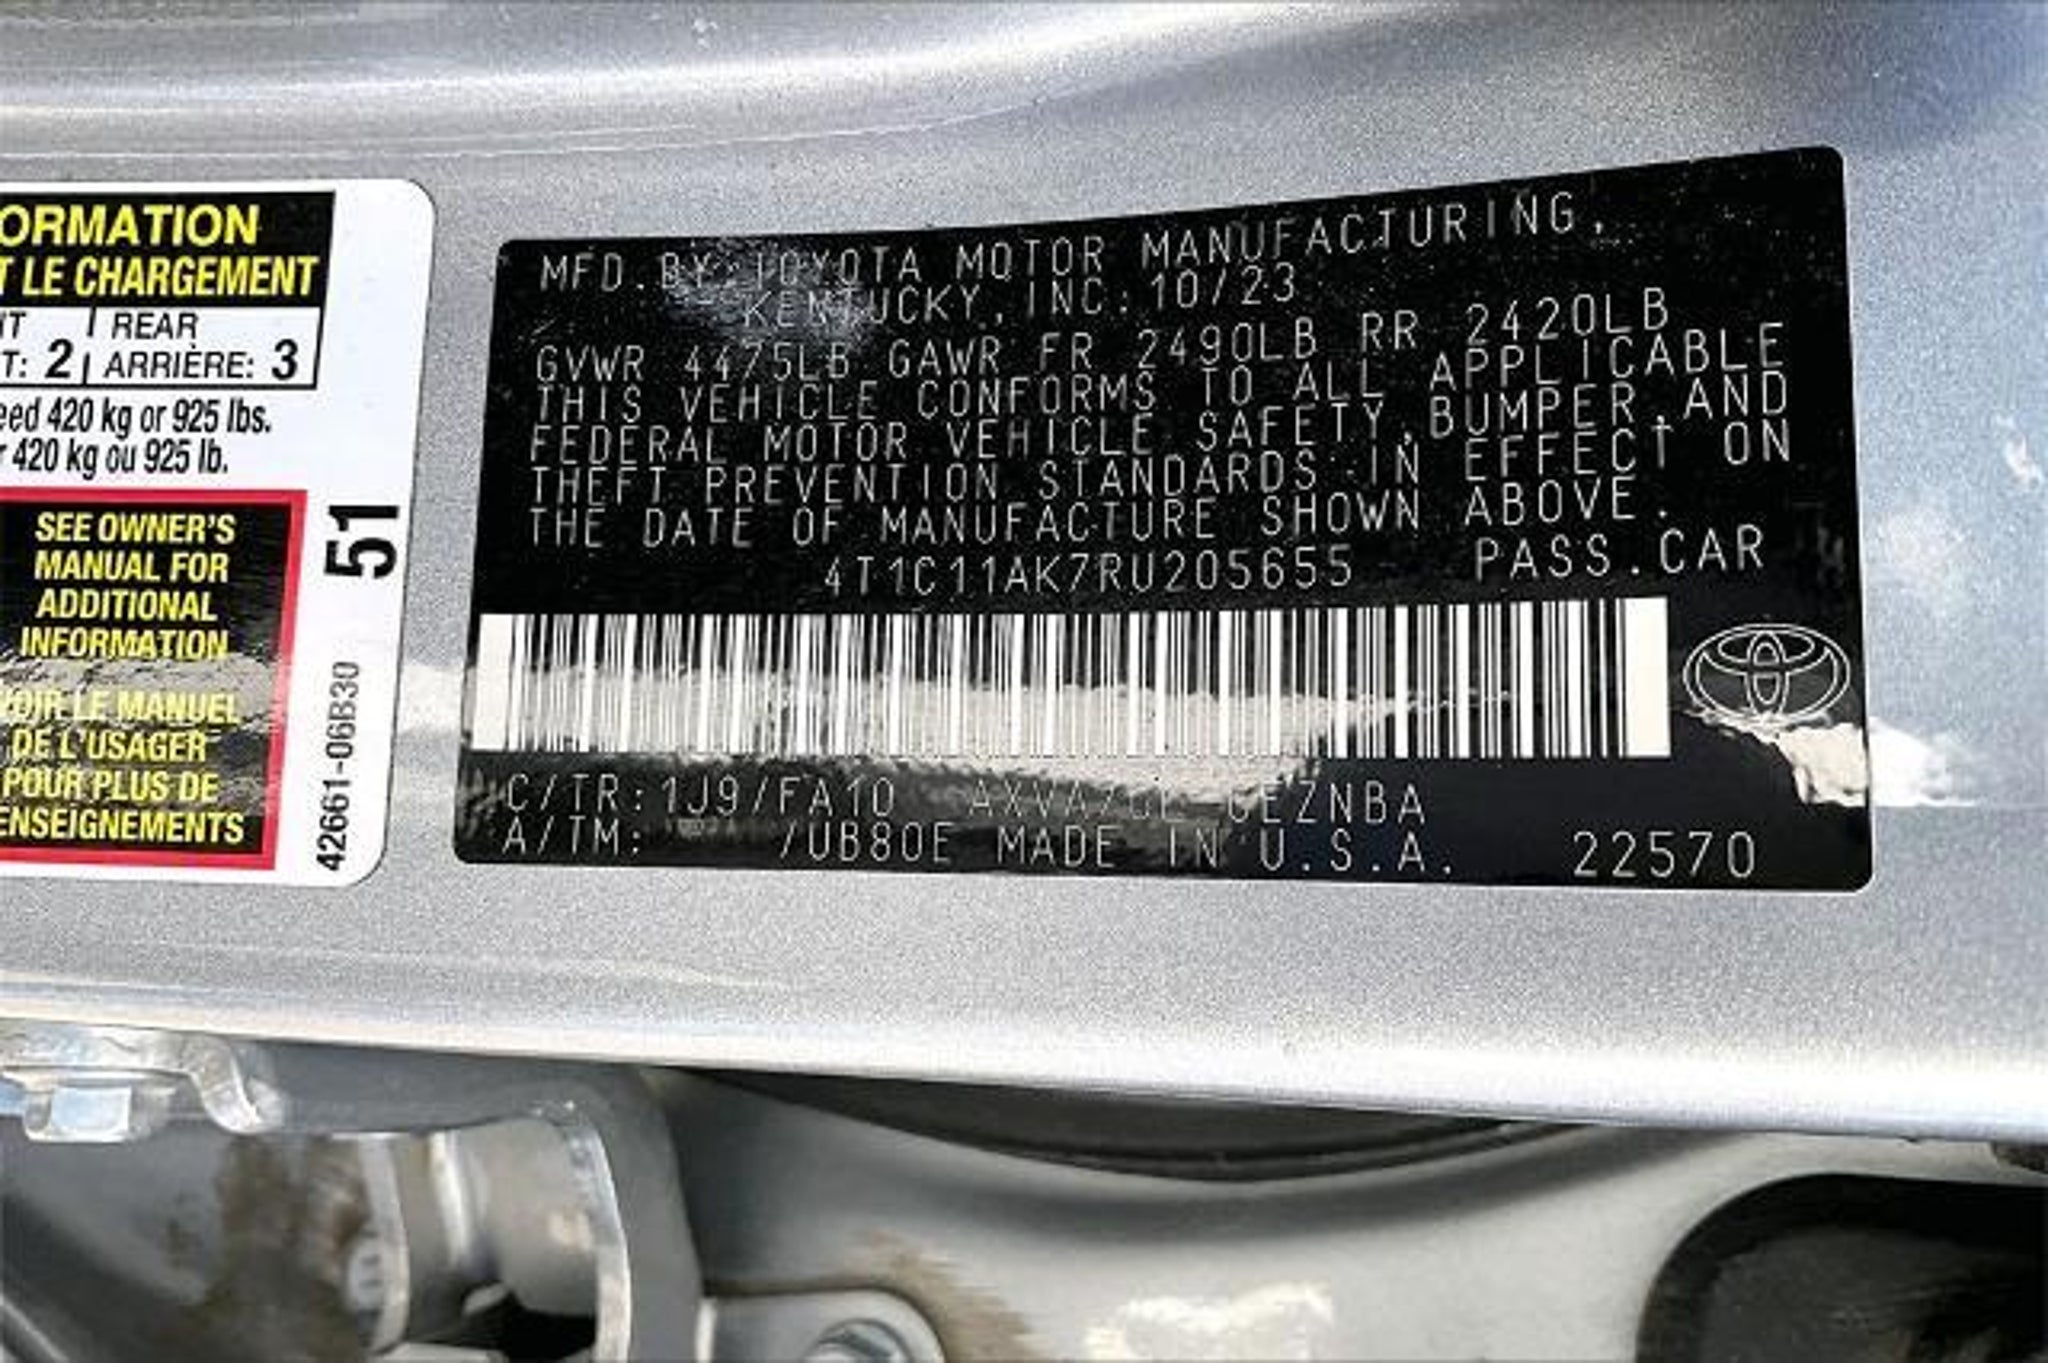 ORMATION
T LE CHARGEMENT
NT | REAR
T: 2 | ARRIÈRE: 3
eed 420 kg or 925 lbs.
r 420 kg ou 925 lb.
SEE OWNER'S
MANUAL FOR
ADDITIONAL
INFORMATION
VOIR LE MANUEL
DE L'USAGER
POUR PLUS DE
ENSEIGNEMENTS
51
42661-06B30
MFD.BY TOYOTA MOTOR MANUFACTURING,
KENTUCKY,INC. 10/23
GVWR 4475LB GAWR FR 2490LB RR 2420LB
THIS VEHICLE CONFORMS TO ALL APPLICABLE
FEDERAL MOTOR VEHICLE SAFETY,BUMPER,AND
THEFT PREVENTION STANDARDS IN EFFECT ON
THE DATE OF MANUFACTURE SHOWN ABOVE.
4T1C11AK7RU205655 PASS.CAR
C/TR:1J9/FA10
A/TM: /UB80E MADE IN U.S.A. 22570